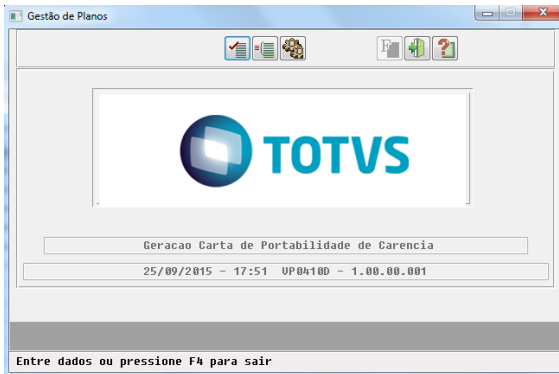 Gestão de Planos
TOTVS
Geracao Carta de Portabilidade de Carencia
25/09/2015 - 17:51 VP0410D - 1.00.00.001
Entre dados ou pressione F4 para sair